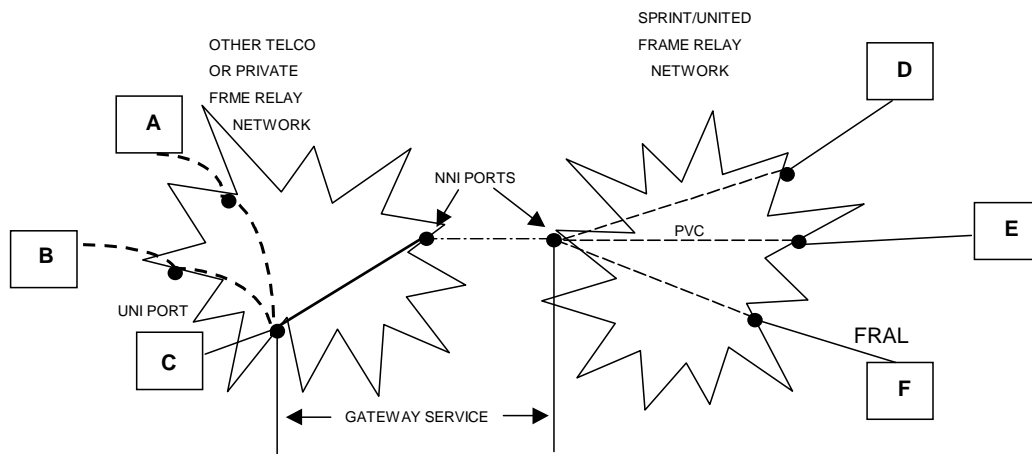 OTHER TELCO
OR PRIVATE
FRME RELAY
NETWORK
SPRINT/UNITED
FRAME RELAY
NETWORK
A
B
C
D
E
F
NNI PORTS
PVC
UNI PORT
FRAL
GATEWAY SERVICE